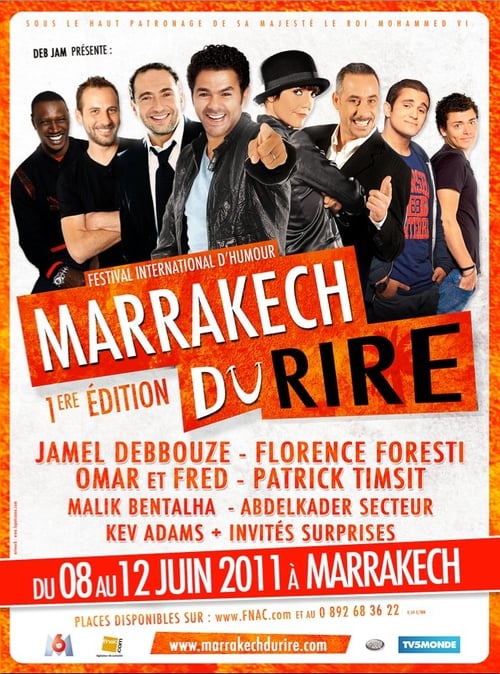 SOUS LE HAUT PATRONAGE DE SA MAJESTÉ LE ROI MOHAMMED VI
DEB JAM PRÉSENTE :
FESTIVAL INTERNATIONAL D'HUMOUR
MARRAKECH
1ERE ÉDITION
DU RIRE
JAMEL DEBBOUZE - FLORENCE FORESTI
OMAR ET FRED - PATRICK TIMSIT
MALIK BENTALHA - ABDELKADER SECTEUR
KEV ADAMS + INVITÉS SURPRISES
DU 08 AU 12 JUIN 2011 À MARRAKECH
PLACES DISPONIBLES SUR : www.FNAC.com ET AU 0 892 68 36 22
M6
fnac.com
www.marrakechdurire.com
TV5MONDE